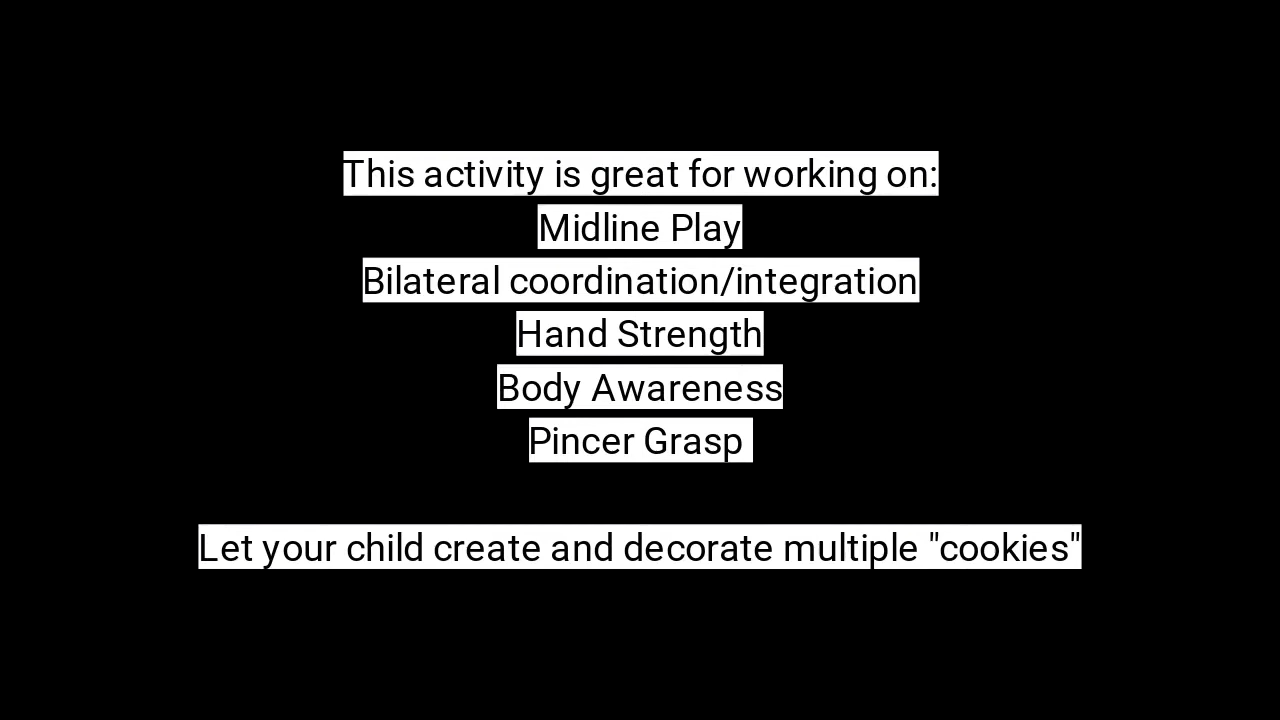 This activity is great for working on:
Midline Play
Bilateral coordination/integration
Hand Strength
Body Awareness
Pincer Grasp
Let your child create and decorate multiple "cookies"